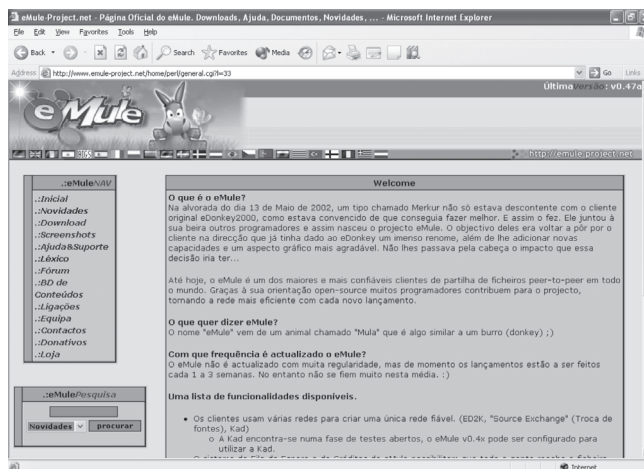 eMule-Project.net - Página Oficial do eMule. Downloads, Ajuda, Documentos, Novidades, ... - Microsoft Internet Explorer
File Edit View Favorites Tools Help
Back Search Favorites Media
Address http://www.emule-project.net/home/perl/general.cgi?l=33 Go Links
ÚltimaVersão: v0.47a
eMule
http://emule-project.net
.:eMuleNAV
.:Inicial
.:Novidades
.:Download
.:Screenshots
.:Ajuda&Suporte
.:Léxico
.:Fórum
.:BD de
Conteúdos
.:Ligações
.:Equipa
.:Contactos
.:Donativos
.:Loja
.:eMulePesquisa
Novidades procurar
Welcome
O que é o eMule?
Na alvorada do dia 13 de Maio de 2002, um tipo chamado Merkur não só estava descontente com o cliente
original eDonkey2000, como estava convencido de que conseguia fazer melhor. E assim o fez. Ele juntou à
sua beira outros programadores e assim nasceu o projecto eMule. O objectivo deles era voltar a pôr por o
cliente na direcção que já tinha dado ao eDonkey um imenso renome, além de lhe adicionar novas
capacidades e um aspecto gráfico mais agradável. Não lhes passava pela cabeça o impacto que essa
decisão iria ter...
Até hoje, o eMule é um dos maiores e mais confiáveis clientes de partilha de ficheiros peer-to-peer em todo
o mundo. Graças à sua orientação open-source muitos programadores contribuem para o projecto,
tornando a rede mais eficiente com cada novo lançamento.
O que quer dizer eMule?
O nome "eMule" vem de um animal chamado "Mula" que é algo similar a um burro (donkey) ;)
Com que frequência é actualizado o eMule?
O eMule não é actualizado com muita regularidade, mas de momento os lançamentos estão a ser feitos
cada 1 a 3 semanas. No entanto não se fiem muito nesta média. :)
Uma lista de funcionalidades disponíveis.
• Os clientes usam várias redes para criar uma única rede fiável. (ED2K, "Source Exchange" (Troca de
fontes), Kad)
o A Kad encontra-se numa fase de testes abertos, o eMule v0.4x pode ser configurado para
utilizar a Kad.
Internet